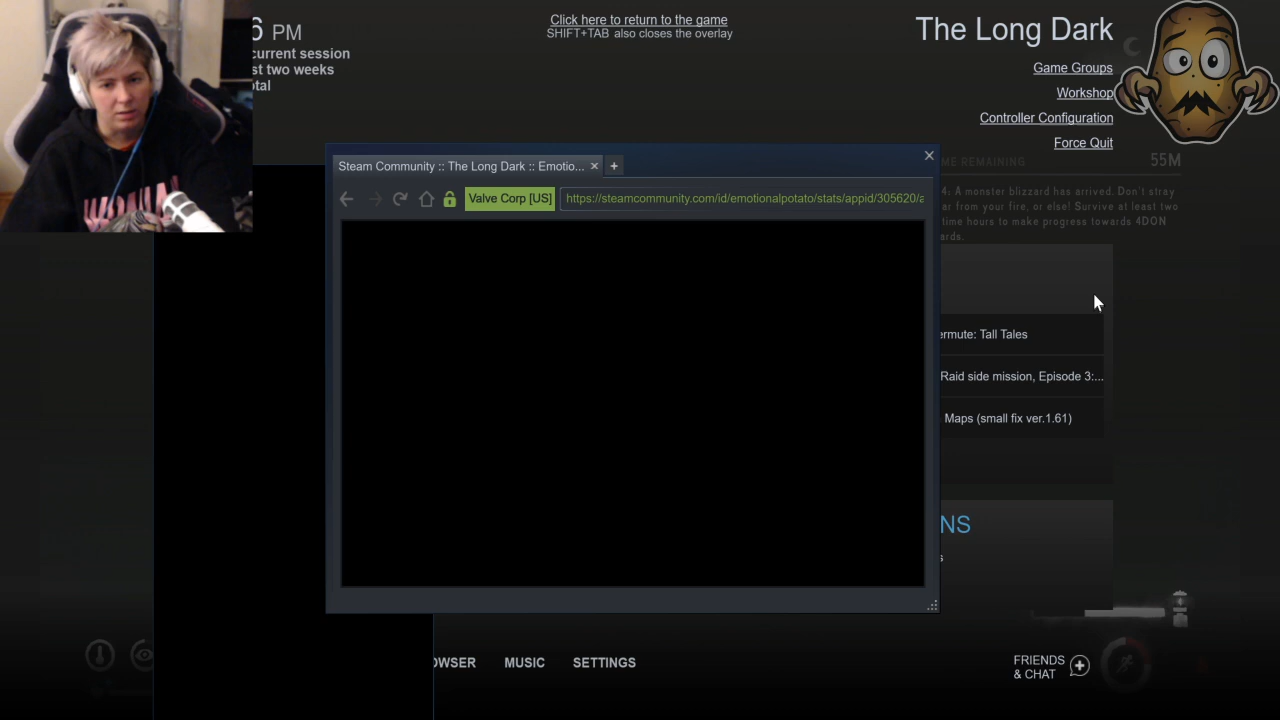 6 PM
current session
st two weeks
otal
Click here to return to the game
SHIFT+TAB also closes the overlay
The Long Dark
Game Groups
Workshop
Controller Configuration
Force Quit
ME REMAINING 55M
4: A monster blizzard has arrived. Don't stray
ar from your fire, or else! Survive at least two
time hours to make progress towards 4DON
ards.
Steam Community :: The Long Dark :: Emotio...
Valve Corp [US] https://steamcommunity.com/id/emotionalpotato/stats/appid/305620/a
ermute: Tall Tales
Raid side mission, Episode 3:...
Maps (small fix ver.1.61)
NS
s
OWSER MUSIC SETTINGS
FRIENDS
& CHAT